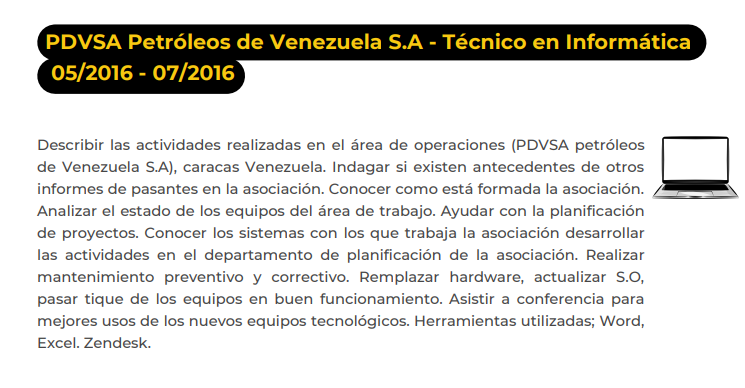 PDVSA Petróleos de Venezuela S.A - Técnico en Informática
05/2016 - 07/2016
Describir las actividades realizadas en el área de operaciones (PDVSA petróleos
de Venezuela S.A), caracas Venezuela. Indagar si existen antecedentes de otros
informes de pasantes en la asociación. Conocer como está formada la asociación.
Analizar el estado de los equipos del área de trabajo. Ayudar con la planificación
de proyectos. Conocer los sistemas con los que trabaja la asociación desarrollar
las actividades en el departamento de planificación de la asociación. Realizar
mantenimiento preventivo y correctivo. Remplazar hardware, actualizar S.O,
pasar tique de los equipos en buen funcionamiento. Asistir a conferencia para
mejores usos de los nuevos equipos tecnológicos. Herramientas utilizadas; Word,
Excel. Zendesk.